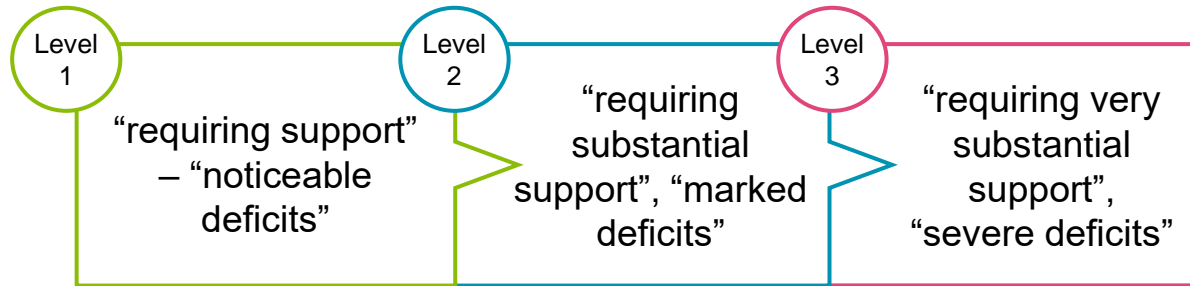 Level
1
“requiring support”
– “noticeable
deficits”
Level
2
“requiring
substantial
support”, “marked
deficits”
Level
3
“requiring very
substantial
support”,
“severe deficits”